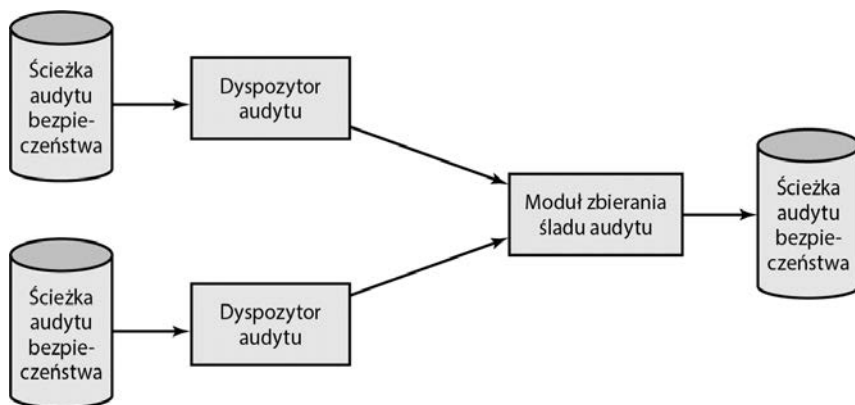 Ścieżka
audytu
bezpie-
czeństwa
Dyspozytor
audytu
Moduł zbierania
śladu audytu
Ścieżka
audytu
bezpie-
czeństwa
Ścieżka
audytu
bezpie-
czeństwa
Dyspozytor
audytu